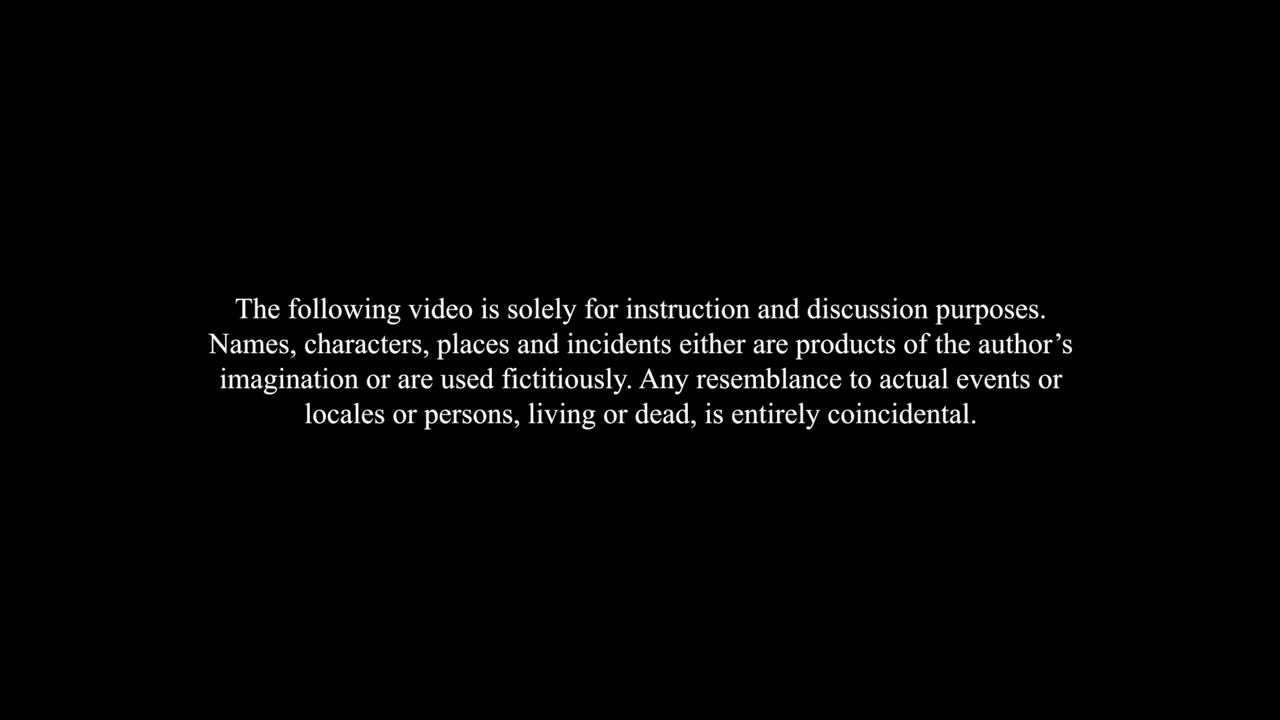 The following video is solely for instruction and discussion purposes.
Names, characters, places and incidents either are products of the author’s
imagination or are used fictitiously. Any resemblance to actual events or
locales or persons, living or dead, is entirely coincidental.